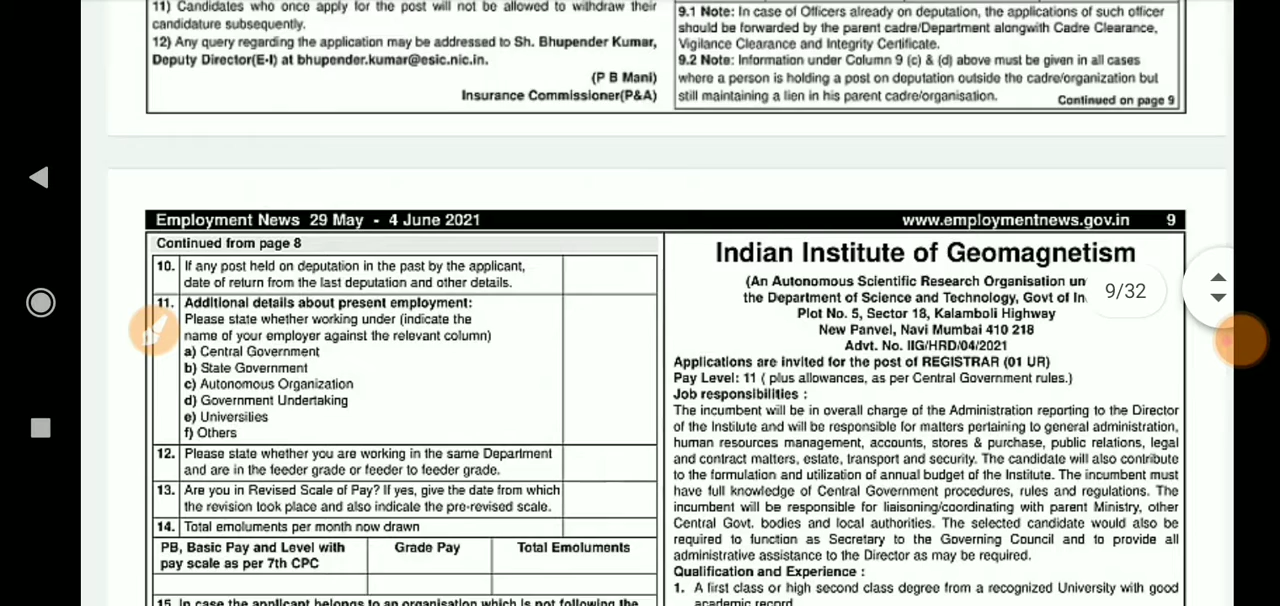 11) Candidates who once apply for the post will not be allowed to withdraw their
candidature subsequently.
12) Any query regarding the application may be addressed to Sh. Bhupender Kumar,
Deputy Director(E-I) at bhupender.kumar@esic.nic.in.
(P B Mani)
Insurance Commissioner(P&A)
9.1 Note: In case of Officers already on deputation, the applications of such officer
should be forwarded by the parent cadre/Department alongwith Cadre Clearance,
Vigilance Clearance and Integrity Certificate.
9.2 Note: Information under Column 9 (c) & (d) above must be given in all cases
where a person is holding a post on deputation outside the cadre/organization but
still maintaining a lien in his parent cadre/organisation.
Continued on page 9
Employment News 29 May - 4 June 2021
www.employmentnews.gov.in 9
Continued from page 8
10. If any post held on deputation in the past by the applicant,
date of return from the last deputation and other details.
11. Additional details about present employment:
Please state whether working under (indicate the
name of your employer against the relevant column)
a) Central Government
b) State Government
c) Autonomous Organization
d) Government Undertaking
e) Universilies
f) Others
12. Please state whether you are working in the same Department
and are in the feeder grade or feeder to feeder grade.
13. Are you in Revised Scale of Pay? If yes, give the date from which
the revision took place and also indicate the pre-revised scale.
14. Total emoluments per month now drawn
PB, Basic Pay and Level with
pay scale as per 7th CPC
Grade Pay
Total Emoluments
15. In case the applicant belongs to an organisation which is not following the
Indian Institute of Geomagnetism
(An Autonomous Scientific Research Organisation un
the Department of Science and Technology, Govt of In
Plot No. 5, Sector 18, Kalamboli Highway
New Panvel, Navi Mumbai 410 218
Advt. No. IIG/HRD/04/2021
9/32
Applications are invited for the post of REGISTRAR (01 UR)
Pay Level: 11 ( plus allowances, as per Central Government rules.)
Job responsibilities :
The incumbent will be in overall charge of the Administration reporting to the Director
of the Institute and will be responsible for matters pertaining to general administration,
human resources management, accounts, stores & purchase, public relations, legal
and contract matters, estate, transport and security. The candidate will also contribute
to the formulation and utilization of annual budget of the Institute. The incumbent must
have full knowledge of Central Government procedures, rules and regulations. The
incumbent will be responsible for liaisoning/coordinating with parent Ministry, other
Central Govt. bodies and local authorities. The selected candidate would also be
required to function as Secretary to the Governing Council and to provide all
administrative assistance to the Director as may be required.
Qualification and Experience :
1. A first class or high second class degree from a recognized University with good
academic record